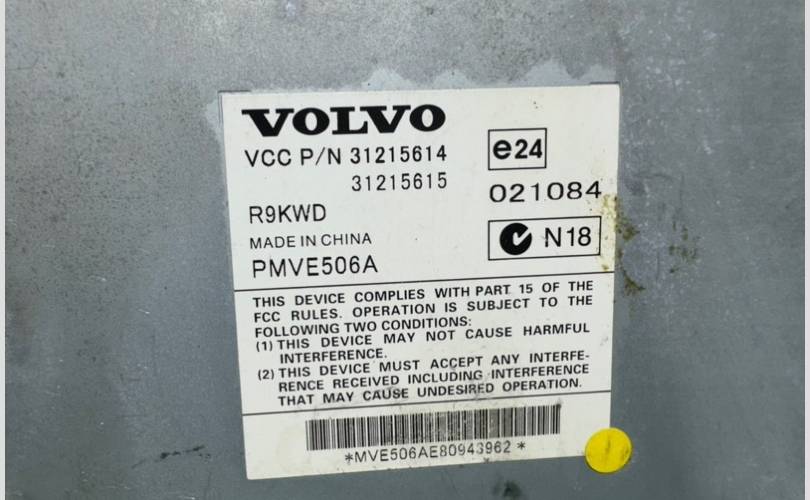 VOLVO
VCC P/N 31215614
31215615
e24
021084
R9KWD
N18
MADE IN CHINA
PMVE506A
THIS DEVICE COMPLIES WITH PART 15 OF THE
FCC RULES. OPERATION IS SUBJECT TO THE
FOLLOWING TWO CONDITIONS:
(1) THIS DEVICE MAY NOT CAUSE HARMFUL
INTERFERENCE.
(2) THIS DEVICE MUST ACCEPT ANY INTERFE-
RENCE RECEIVED INCLUDING INTERFERENCE
THAT MAY CAUSE UNDESIRED OPERATION.
*MVE506AE80943962*